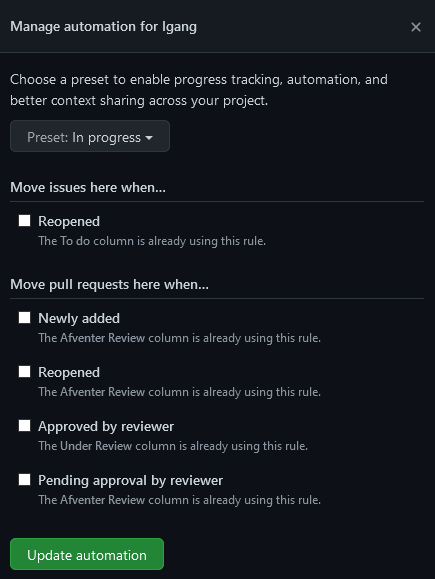 Manage automation for Igang
Choose a preset to enable progress tracking, automation, and
better context sharing across your project.
Preset: In progress
Move issues here when...
Reopened
The To do column is already using this rule.
Move pull requests here when...
Newly added
The Afventer Review column is already using this rule.
Reopened
The Afventer Review column is already using this rule.
Approved by reviewer
The Under Review column is already using this rule.
Pending approval by reviewer
The Afventer Review column is already using this rule.
Update automation